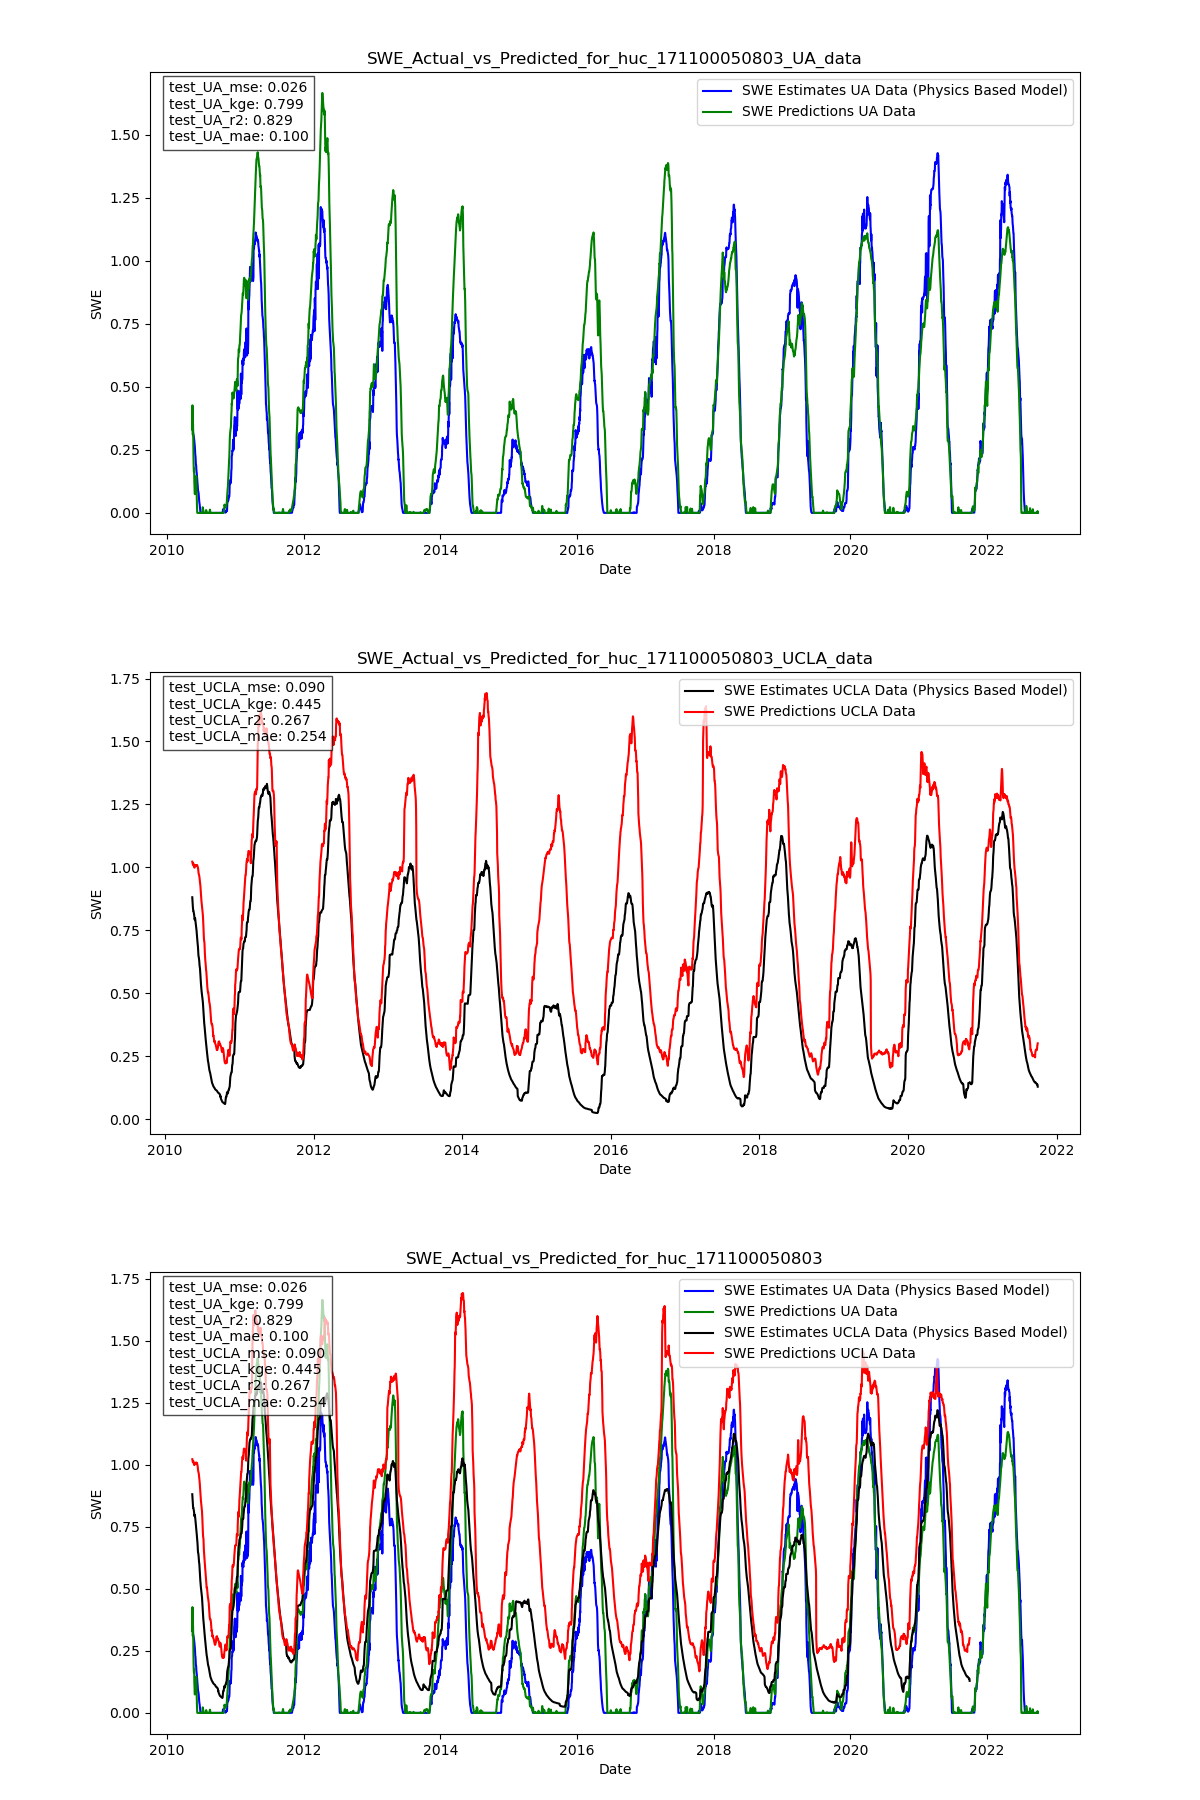 SWE_Actual_vs_Predicted_for_huc_171100050803_UA_data
test_UA_mse: 0.026
test_UA_kge: 0.799
test_UA_r2: 0.829
test_UA_mae: 0.100
SWE Estimates UA Data (Physics Based Model)
SWE Predictions UA Data
1.50
1.25
1.00
0.75
0.50
0.25
0.00
SWE
2010 2012 2014 2016 2018 2020 2022
Date
SWE_Actual_vs_Predicted_for_huc_171100050803_UCLA_data
test_UCLA_mse: 0.090
test_UCLA_kge: 0.445
test_UCLA_r2: 0.267
test_UCLA_mae: 0.254
SWE Estimates UCLA Data (Physics Based Model)
SWE Predictions UCLA Data
1.75
1.50
1.25
1.00
0.75
0.50
0.25
0.00
SWE
2010 2012 2014 2016 2018 2020 2022
Date
SWE_Actual_vs_Predicted_for_huc_171100050803
test_UA_mse: 0.026
test_UA_kge: 0.799
test_UA_r2: 0.829
test_UA_mae: 0.100
test_UCLA_mse: 0.090
test_UCLA_kge: 0.445
test_UCLA_r2: 0.267
test_UCLA_mae: 0.254
SWE Estimates UA Data (Physics Based Model)
SWE Predictions UA Data
SWE Estimates UCLA Data (Physics Based Model)
SWE Predictions UCLA Data
1.75
1.50
1.25
1.00
0.75
0.50
0.25
0.00
SWE
2010 2012 2014 2016 2018 2020 2022
Date